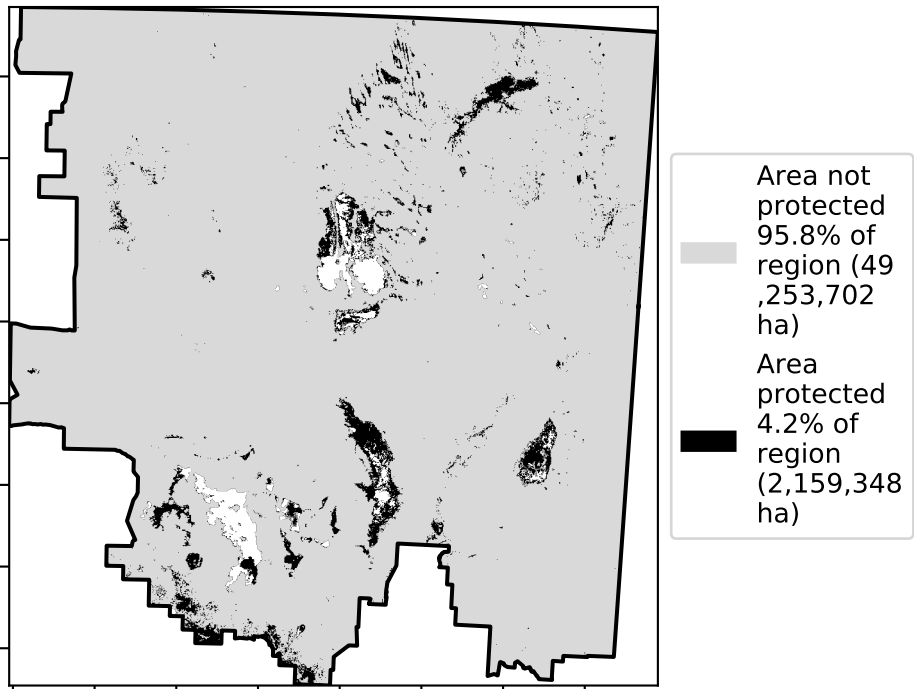 Area not
protected
95.8% of
region (49
,253,702
ha)
Area
protected
4.2% of
region
(2,159,348
ha)